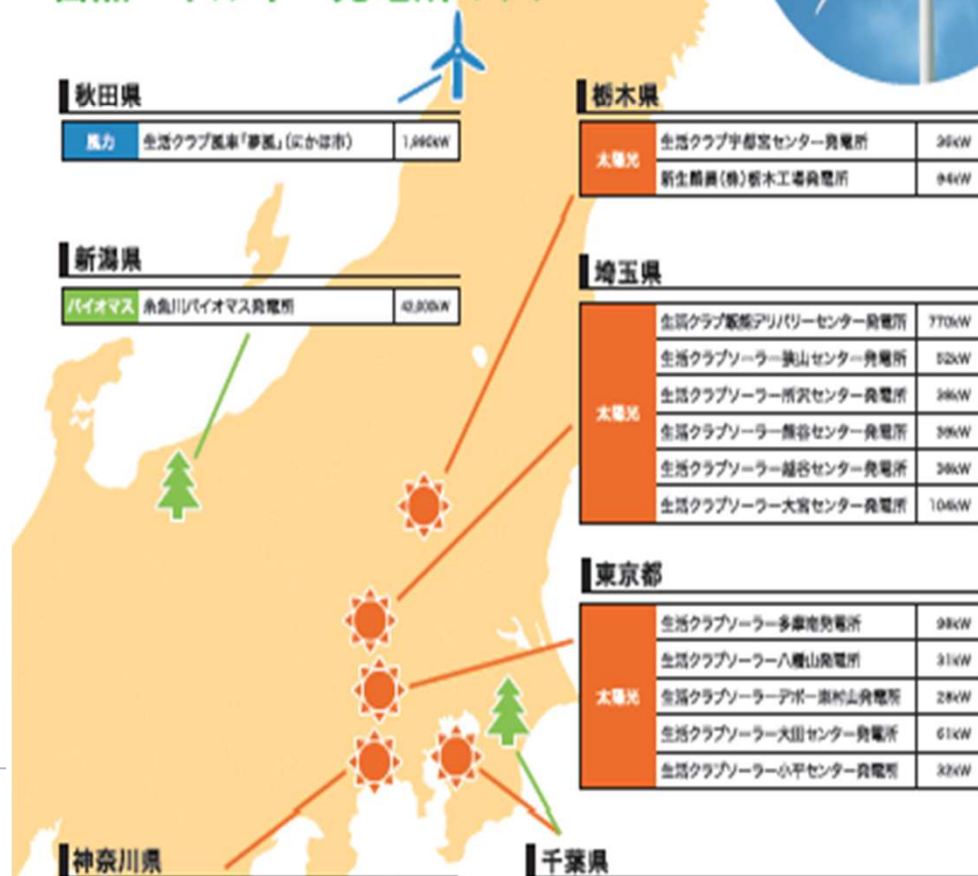 秋田県
風力 生活クラブ風車「夢風」(にかほ市) 1,990kW
新潟県
バイオマス 糸魚川バイオマス発電所
栃木県
太陽光
生活クラブ宇都宮センター発電所
新生酪農(株)栃木工場発電所
埼玉県
太陽光
生活クラブ飯能デリバリーセンター発電所 770kW
生活クラブソーラー狭山センター発電所 52kW
生活クラブソーラー所沢センター発電所
生活クラブソーラー熊谷センター発電所
生活クラブソーラー越谷センター発電所
生活クラブソーラー大宮センター発電所 104kW
東京都
太陽光
生活クラブソーラー多摩南発電所
生活クラブソーラー八幡山発電所 31kW
生活クラブソーラーデポー東村山発電所 28kW
生活クラブソーラー大田センター発電所 61kW
生活クラブソーラー小平センター発電所 32kW
神奈川県
千葉県